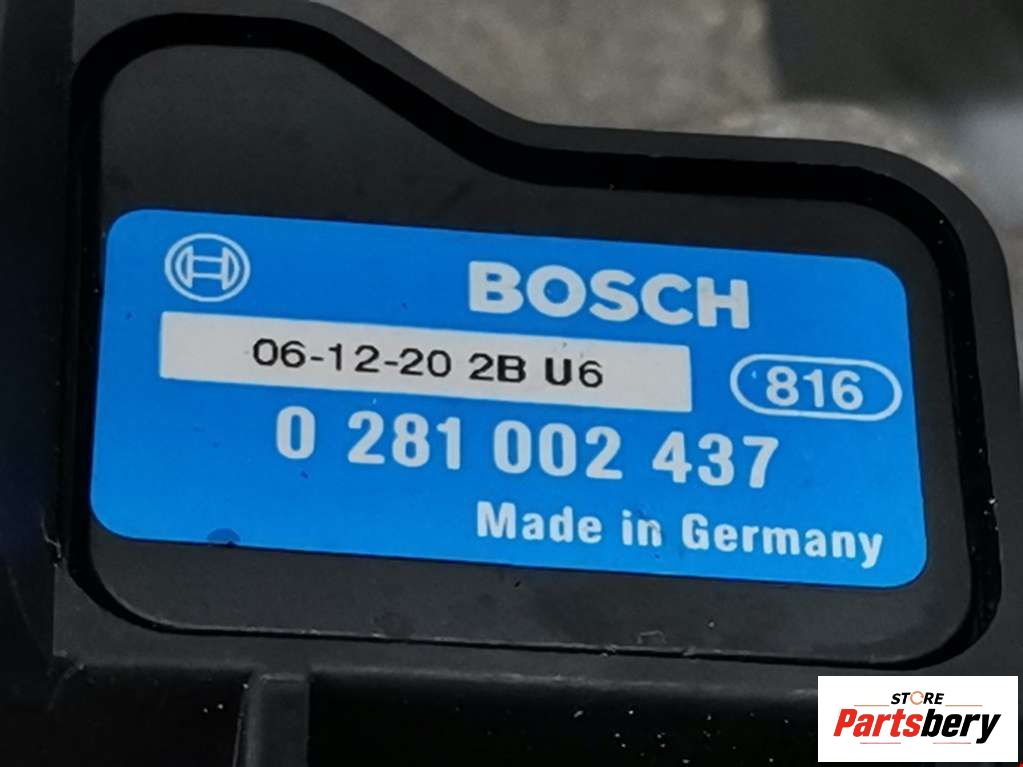 BOSCH
06-12-20 2B U6
816
0 281 002 437
Made in Germany
STORE
Partsbery